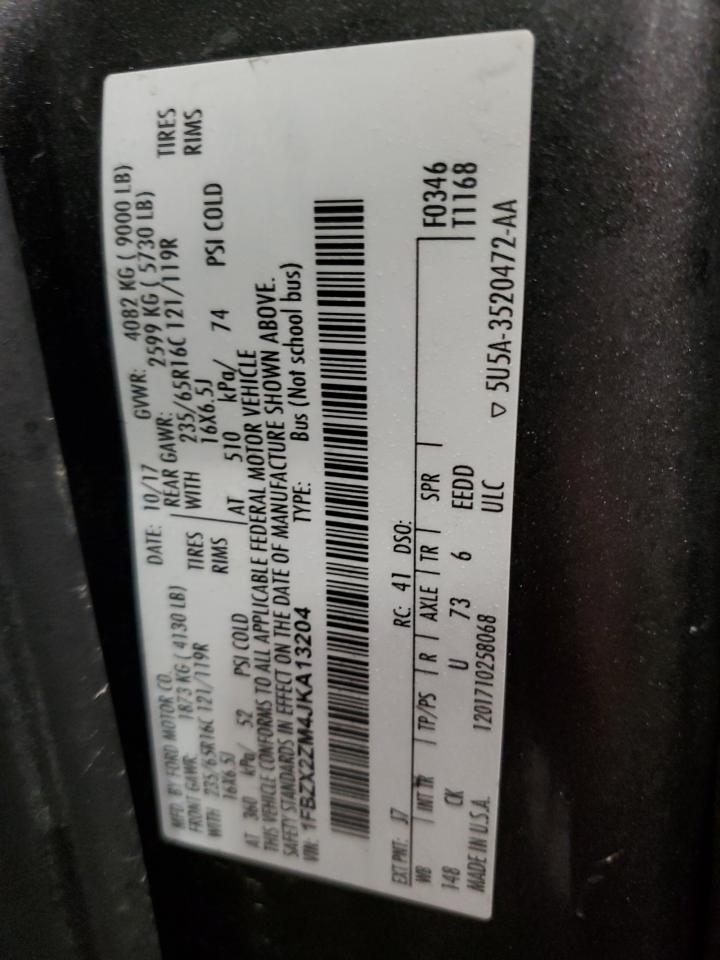 MFD. BY FORD MOTOR CO. DATE: 10/17 GVWR: 4082 KG ( 9000 LB)
FRONT GAWR: 1873 KG ( 4130 LB) REAR GAWR: 2599 KG ( 5730 LB)
WITH 235/65R16C 121/119R TIRES WITH 235/65R16C 121/119R TIRES
16X6.5J RIMS 16X6.5J RIMS
AT 360 kPa/ 52 PSI COLD AT 510 kPa/ 74 PSI COLD
THIS VEHICLE CONFORMS TO ALL APPLICABLE FEDERAL MOTOR VEHICLE
SAFETY STANDARDS IN EFFECT ON THE DATE OF MANUFACTURE SHOWN ABOVE.
VIN: 1FBZX2ZM4JKA13204 TYPE: Bus (Not school bus)
EXT PNT: J7 RC: 41 DSO:
WB INT TR TP/PS R AXLE TR SPR F0346
148 CK U 73 6 EEDD T1168
MADE IN U.S.A. 1201710258068 ULC ▽ 5U5A-3520472-AA